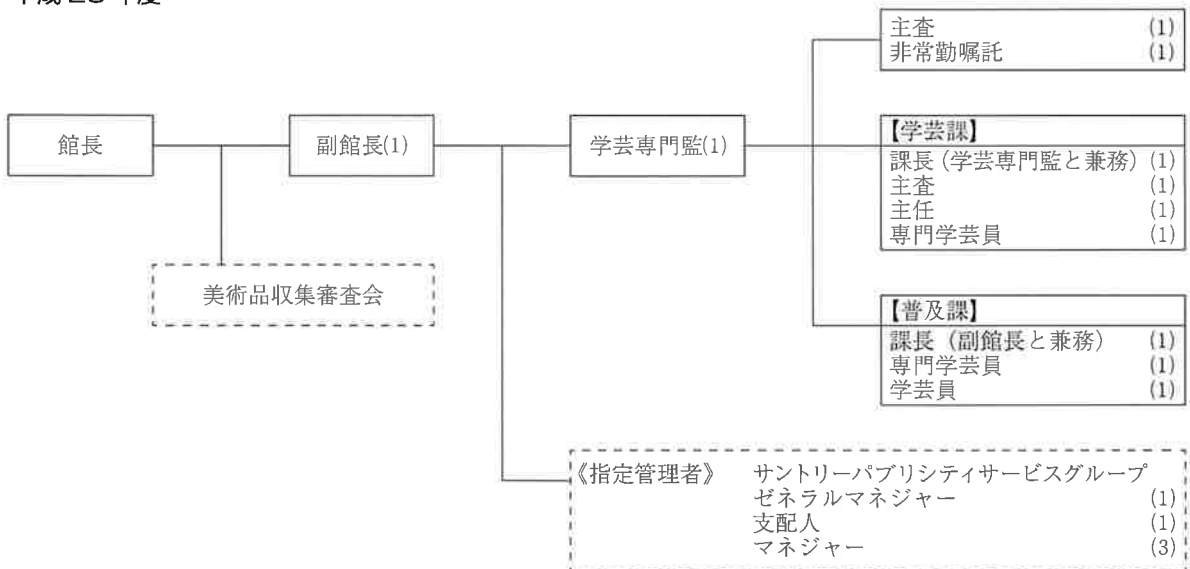 主査 (1)
非常勤嘱託 (1)
館長
副館長(1)
学芸専門監(1)
【学芸課】
課長(学芸専門監と兼務) (1)
主査 (1)
主任 (1)
専門学芸員 (1)
美術品収集審査会
【普及課】
課長(副館長と兼務) (1)
専門学芸員 (1)
学芸員 (1)
《指定管理者》 サントリーパブリシティサービスグループ
ゼネラルマネジャー (1)
支配人 (1)
マネジャー (3)